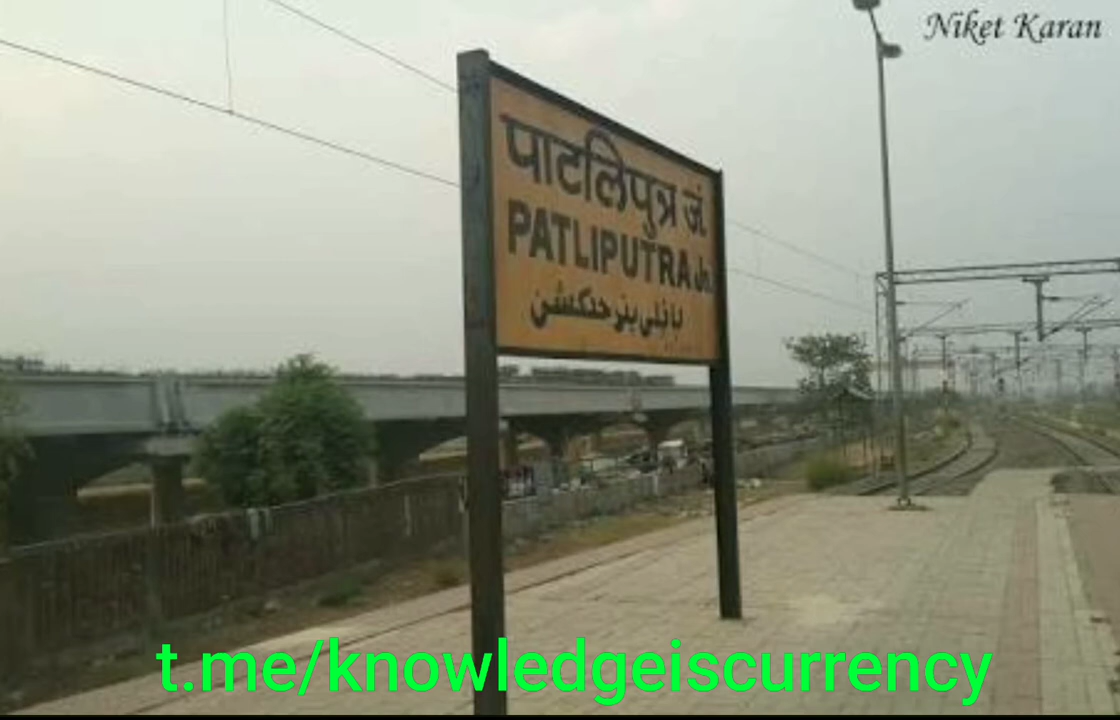 Niket Karan
पाटलिपुत्र जं.
PATLIPUTRA Jn.
پاٹلی پتر جنکشن
t.me/knowledgeiscurrency